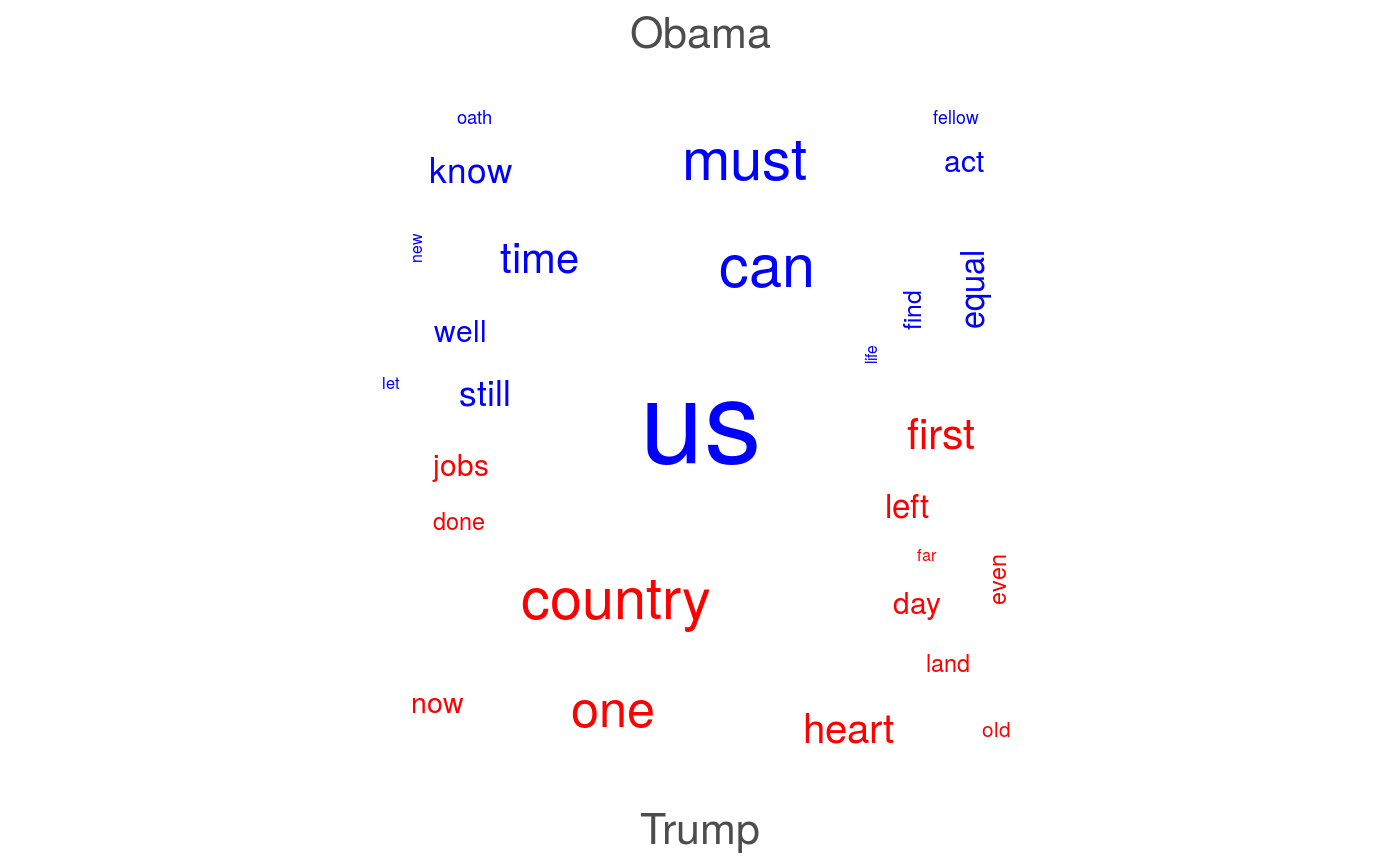 Obama
oath
fellow
know
must
act
new
time
can
find
equal
well
life
let
still
us
first
jobs
left
done
far
even
country
day
land
now
one
heart
old
Trump